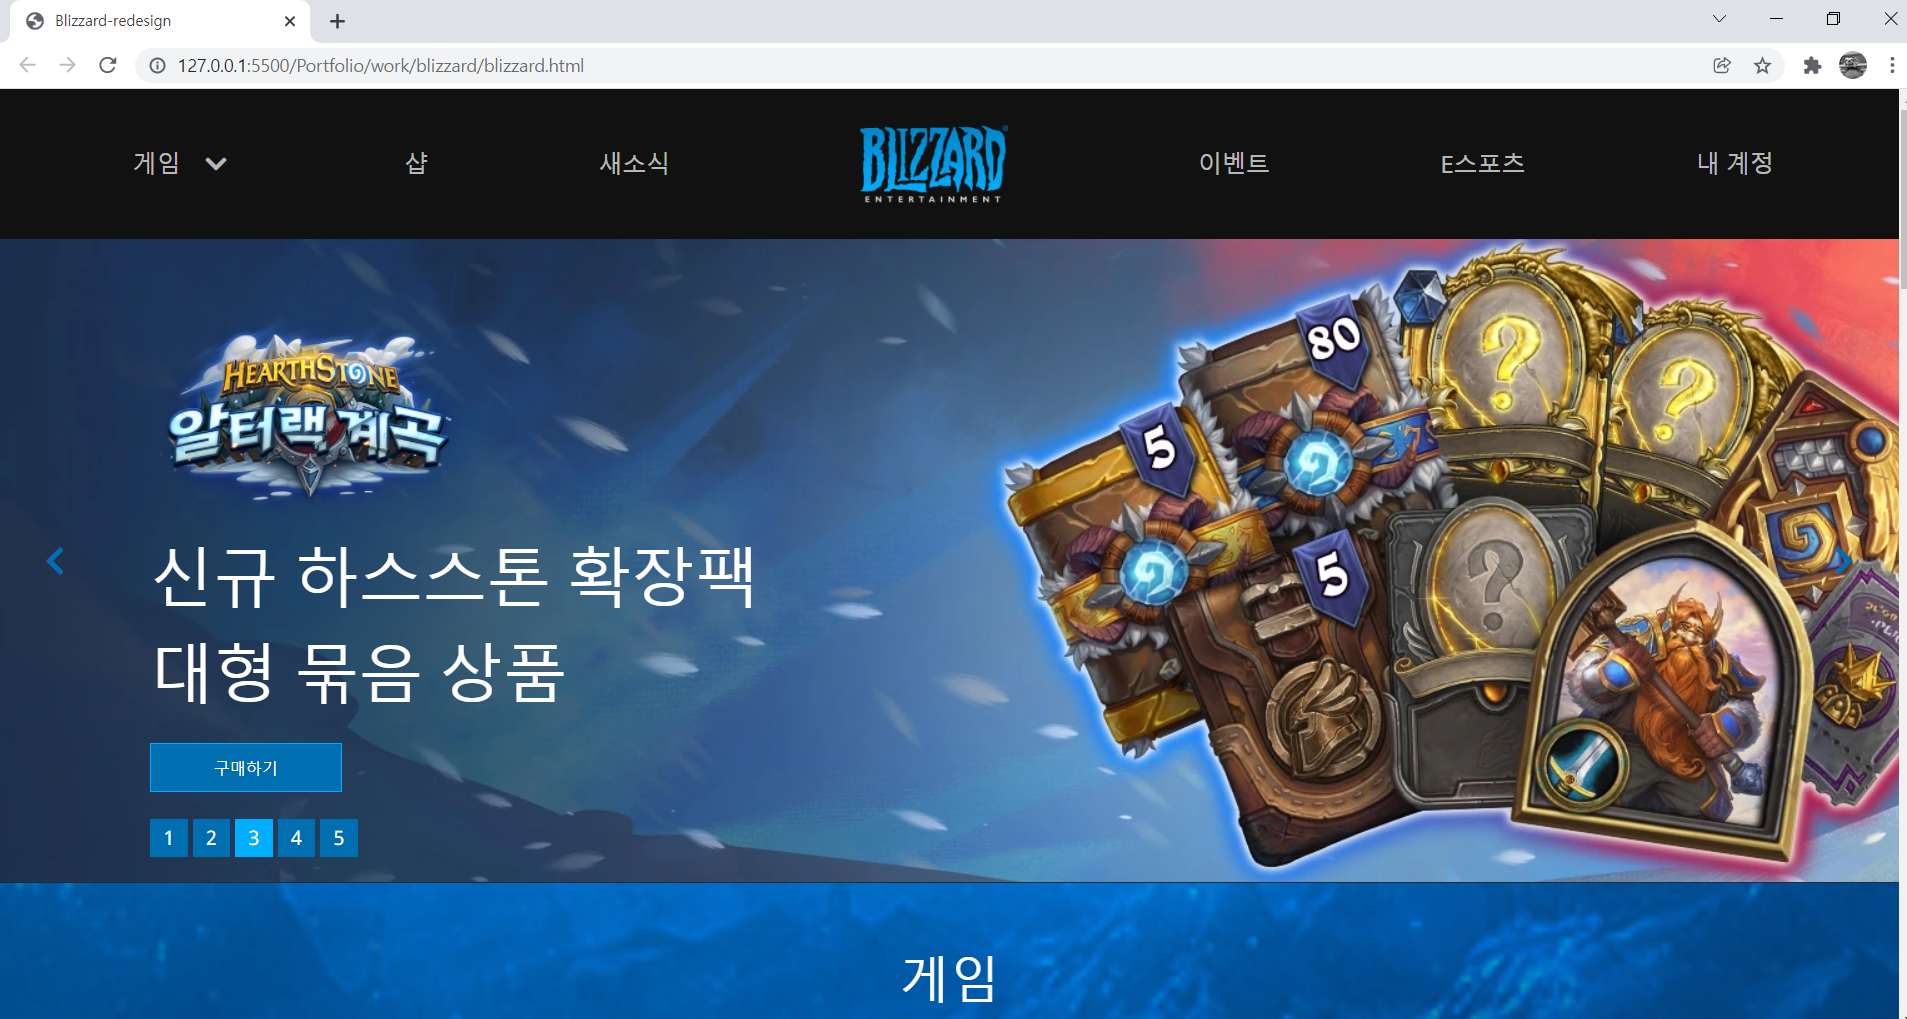 Blizzard-redesign
127.0.0.1:5500/Portfolio/work/blizzard/blizzard.html
게임
샵
새소식
BLIZZARD
ENTERTAINMENT
이벤트
E스포츠
내 계정
HEARTHSTONE
알터랙 계곡
신규 하스스톤 확장팩
대형 묶음 상품
구매하기
1 2 3 4 5
80
5
5
?
?
?
게임